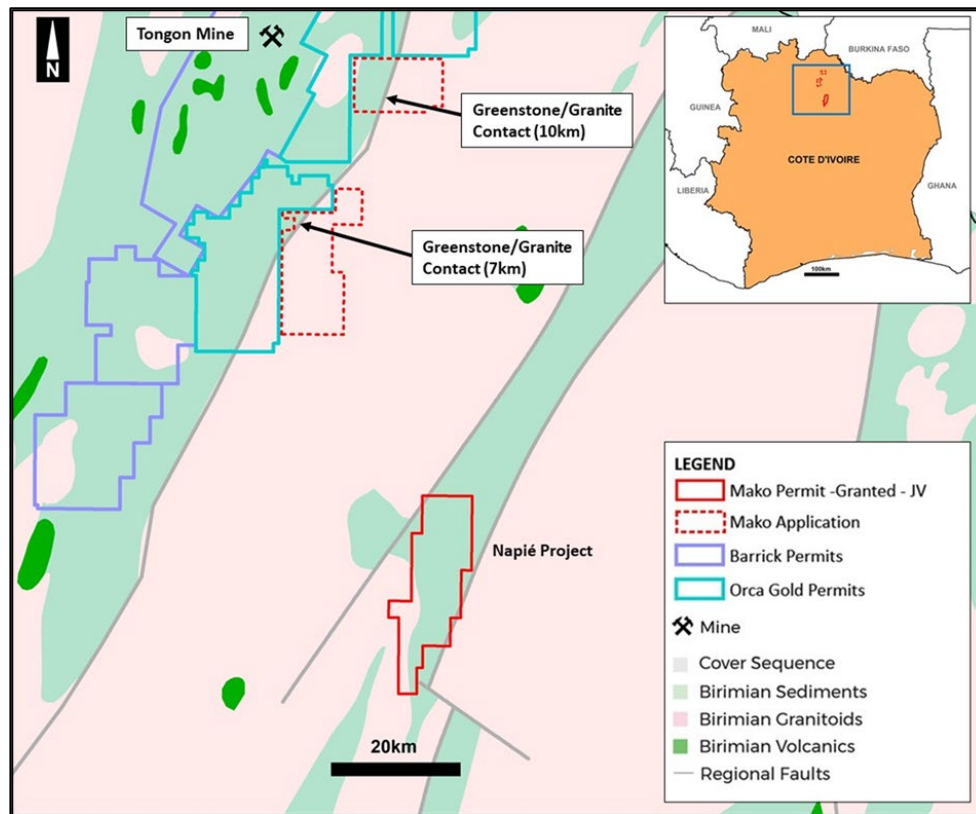 N
Tongon Mine
Greenstone/Granite
Contact (10km)
Greenstone/Granite
Contact (7km)
Napié Project
20km
MALI
BURKINA FASO
GUINEA
COTE D'IVOIRE
LIBERIA
GHANA
100km
LEGEND
Mako Permit -Granted - JV
Mako Application
Barrick Permits
Orca Gold Permits
Mine
Cover Sequence
Birimian Sediments
Birimian Granitoids
Birimian Volcanics
Regional Faults